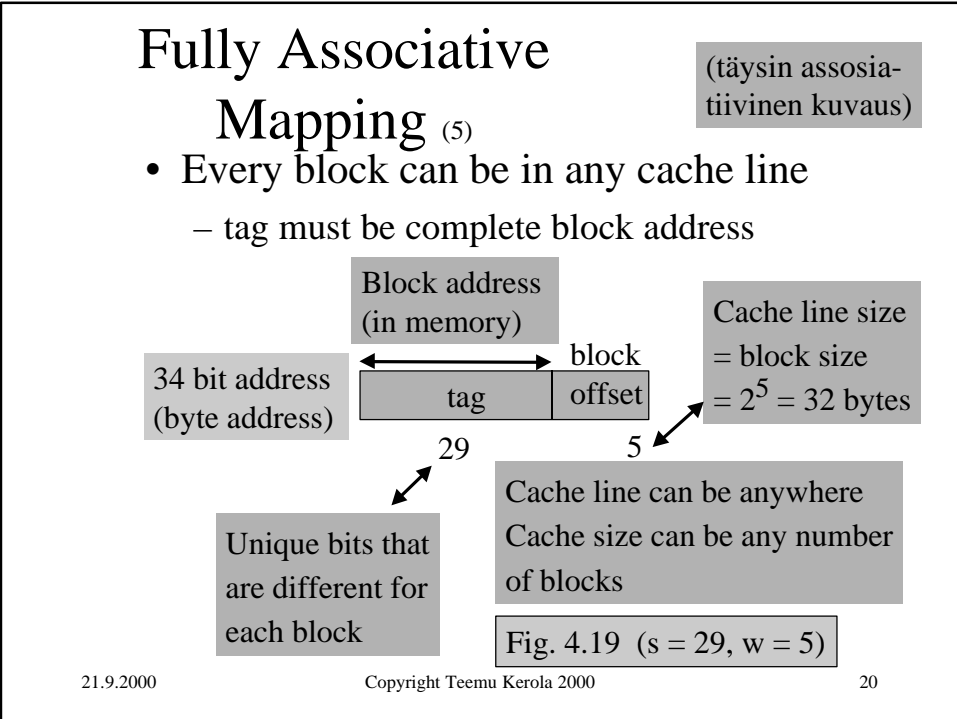 Fully Associative
Mapping (5)
(täysin assosia-
tiivinen kuvaus)
• Every block can be in any cache line
– tag must be complete block address
Block address
(in memory)
Cache line size
= block size
= 2^5 = 32 bytes
34 bit address
(byte address)
tag
block
offset
29
5
Unique bits that
are different for
each block
Cache line can be anywhere
Cache size can be any number
of blocks
Fig. 4.19 (s = 29, w = 5)
21.9.2000
Copyright Teemu Kerola 2000
20